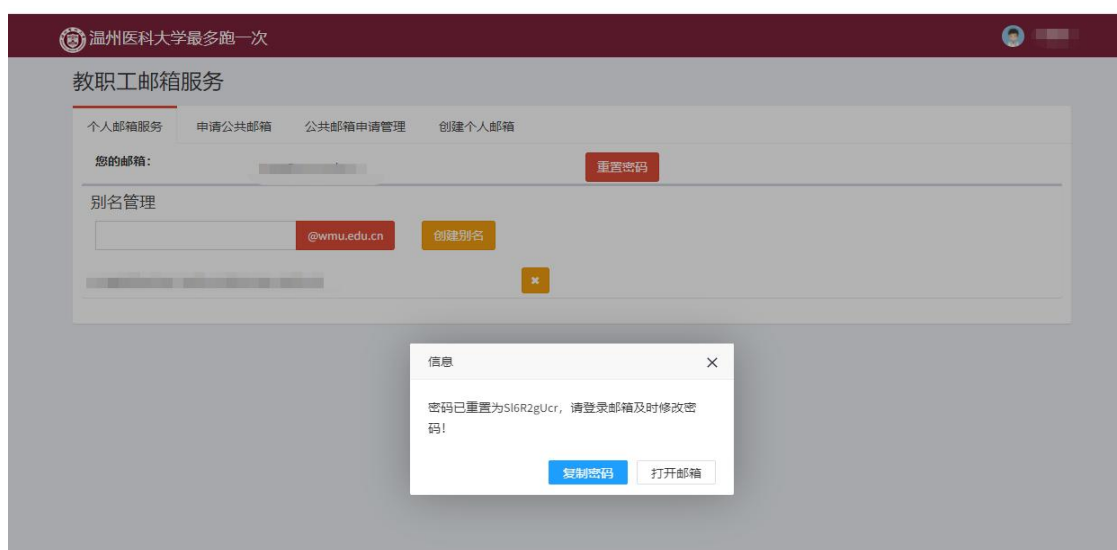 温州医科大学最多跑一次
教职工邮箱服务
个人邮箱服务 申请公共邮箱 公共邮箱申请管理 创建个人邮箱
您的邮箱: 重置密码
别名管理
@wmu.edu.cn 创建别名
信息
密码已重置为Sl6R2gUcr, 请登录邮箱及时修改密
码!
复制密码 打开邮箱